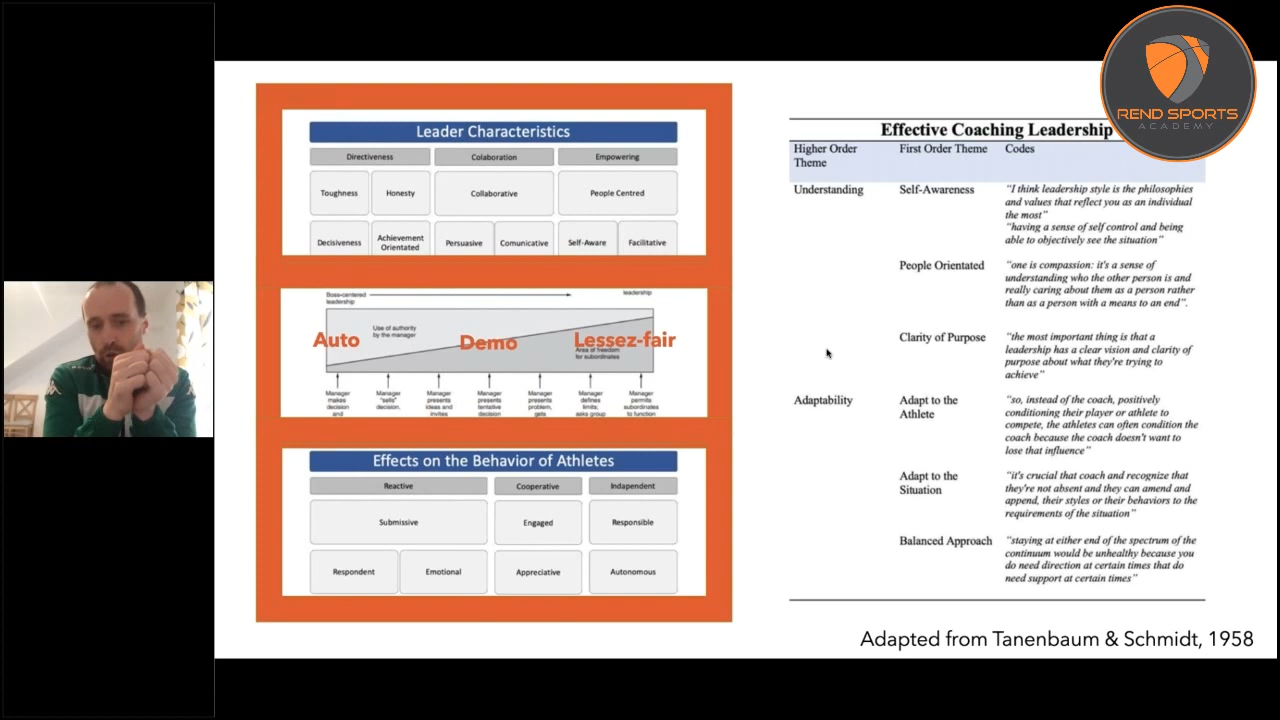 REND SPORTS
ACADEMY
Leader Characteristics
Directiveness
Colaboration
Empowering
Toughness
Honesty
Collaborative
People Centred
Decisiveness
Achievement
Orientated
Persuasive
Comunicative
Self-Aware
Facilitative
Boss-centered
leadership
leadership
Use of authority
by the manager
Auto
Demo
Lessez-fair
Area of freedom
for subordinates
Manager
makes
decision
and
Manager
"sells"
decision.
Manager
presents
ideas and
invites
Manager
presents
tentative
decision
Manager
presents
problem,
gets
Manager
defines
limits;
asks group
Manager
permits
subordinates
to function
Effects on the Behavior of Athletes
Reactive
Cooperative
Independent
Submissive
Engaged
Responsible
Respondent
Emotional
Appreciative
Autonomous
Effective Coaching Leadership
Higher Order
Theme
First Order Theme
Codes
Understanding
Self-Awareness
"I think leadership style is the philosophies
and values that reflect you as an individual
the most"
"having a sense of self control and being
able to objectively see the situation"
People Orientated
"one is compassion: it's a sense of
understanding who the other person is and
really caring about them as a person rather
than as a person with a means to an end".
Clarity of Purpose
"the most important thing is that a
leadership has a clear vision and clarity of
purpose about what they're trying to
achieve"
Adaptability
Adapt to the
Athlete
"so, instead of the coach, positively
conditioning their player or athlete to
compete, the athletes can often condition the
coach because the coach doesn't want to
lose that influence"
Adapt to the
Situation
"it's crucial that coach and recognize that
they're not absent and they can amend and
append, their styles or their behaviors to the
requirements of the situation"
Balanced Approach
"staying at either end of the spectrum of the
continuum would be unhealthy because you
do need direction at certain times that do
need support at certain times"
Adapted from Tanenbaum & Schmidt, 1958